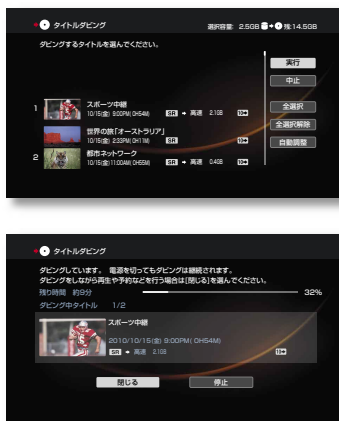 タイトルダビング
選択容量: 2.5GB → 残:14.5GB
ダビングするタイトルを選んでください。
実行
中止
全選択
全選択解除
自動調整
1 スポーツ中継
10/15(金) 9:00PM( 0H54M) SR → 高速 2.1GB
世界の旅「オーストラリア」
10/15(金) 2:33PM( 0H11M) SR
2 都市ネットワーク
10/15(金)11:00AM( 0H55M) SR → 高速 0.4GB
タイトルダビング
ダビングしています。 電源を切ってもダビングは継続されます。
ダビングをしながら再生や予約などを行う場合は[閉じる]を選んでください。
残り時間 約9分 32%
ダビング中タイトル 1/2
スポーツ中継
2010/10/15(金) 9:00PM( 0H54M)
SR → 高速 2.1GB
閉じる 停止